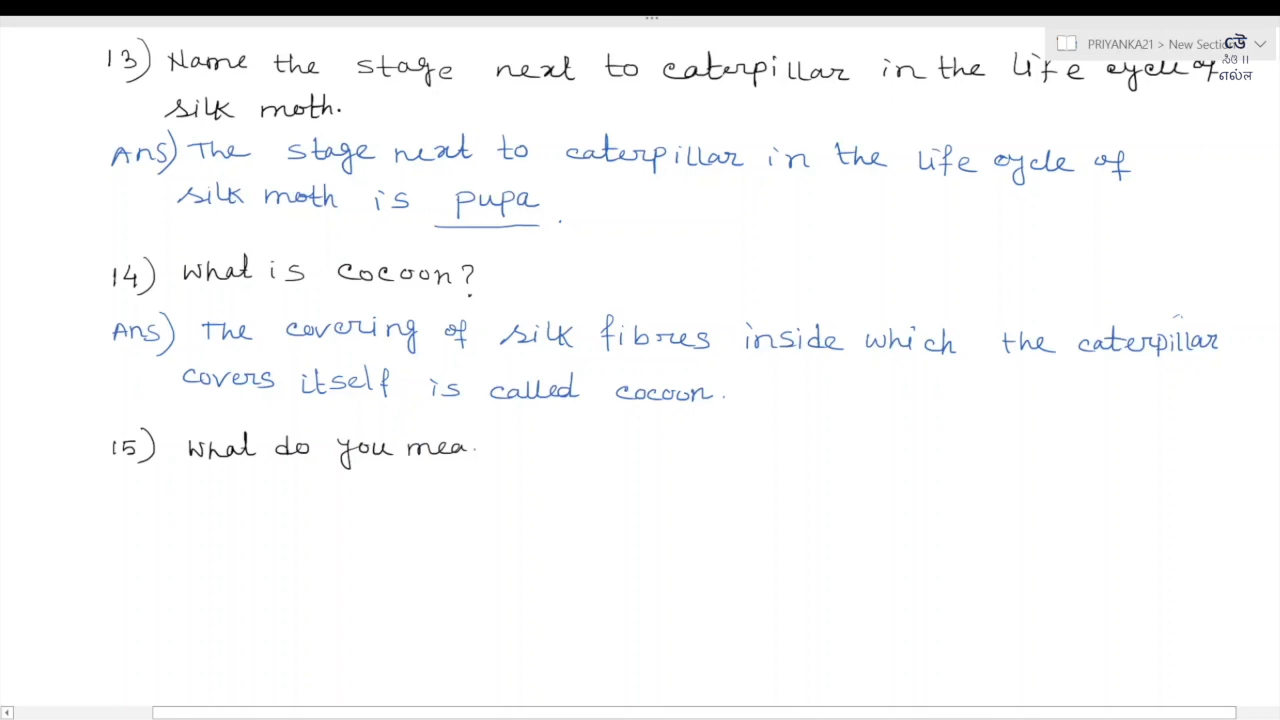 PRIYANKA21 > New Section
13) Name the stage next to caterpillar in the life cycle of
silk moth.
Ans) The stage next to caterpillar in the life cycle of
silk moth is pupa.
14) What is cocoon?
Ans) The covering of silk fibres inside which the caterpillar
covers itself is called cocoon.
15) What do you mea